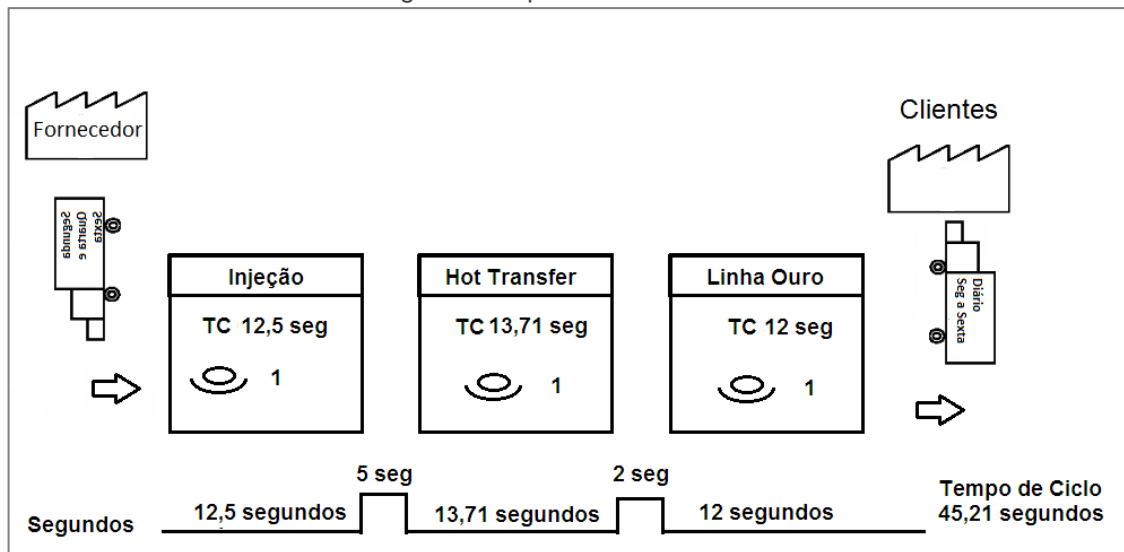 Fornecedor
Clientes
Sexta
Quarta e
Segunga
Diário
Seg a Sexta
Injeção
Hot Transfer
Linha Ouro
TC 12,5 seg
TC 13,71 seg
TC 12 seg
1
1
1
5 seg
2 seg
Segundos
12,5 segundos
13,71 segundos
12 segundos
Tempo de Ciclo
45,21 segundos